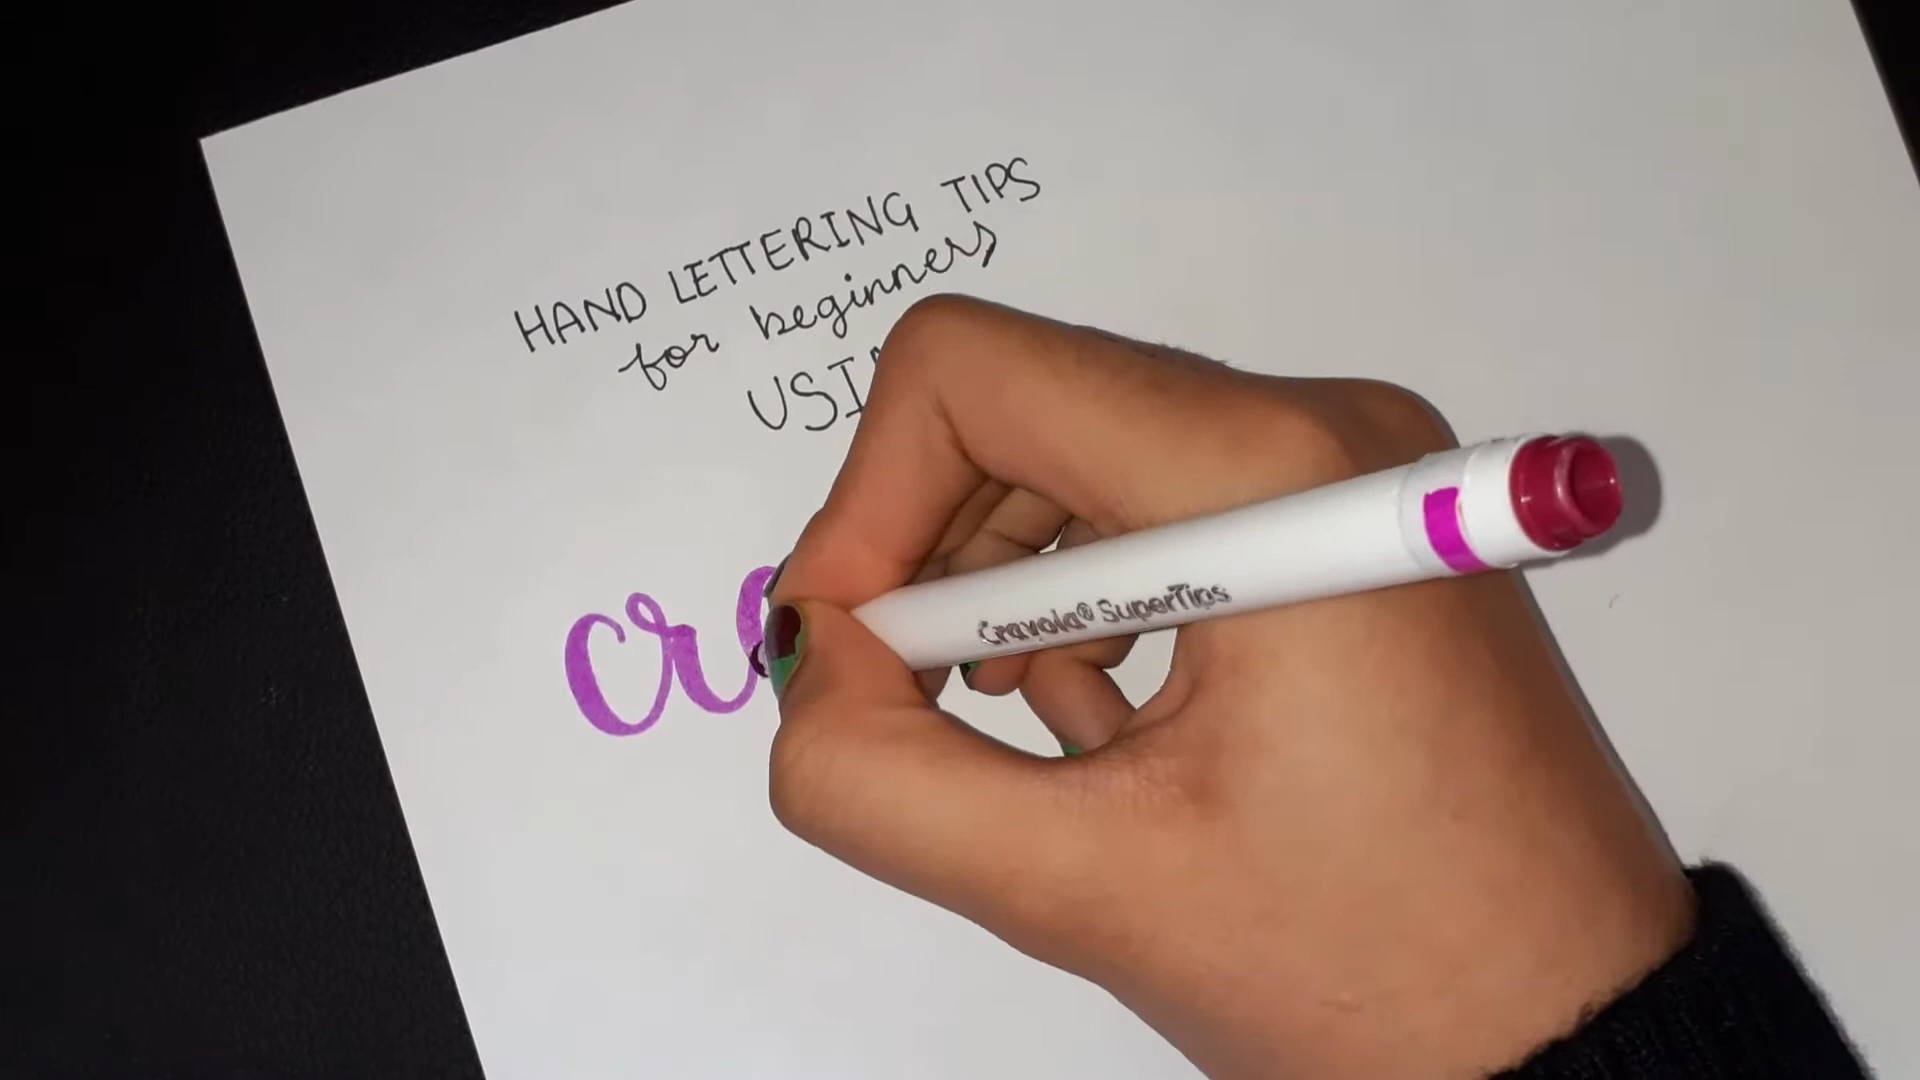 HAND LETTERING TIPS
for beginners
USI
cr
Crayola® SuperTips